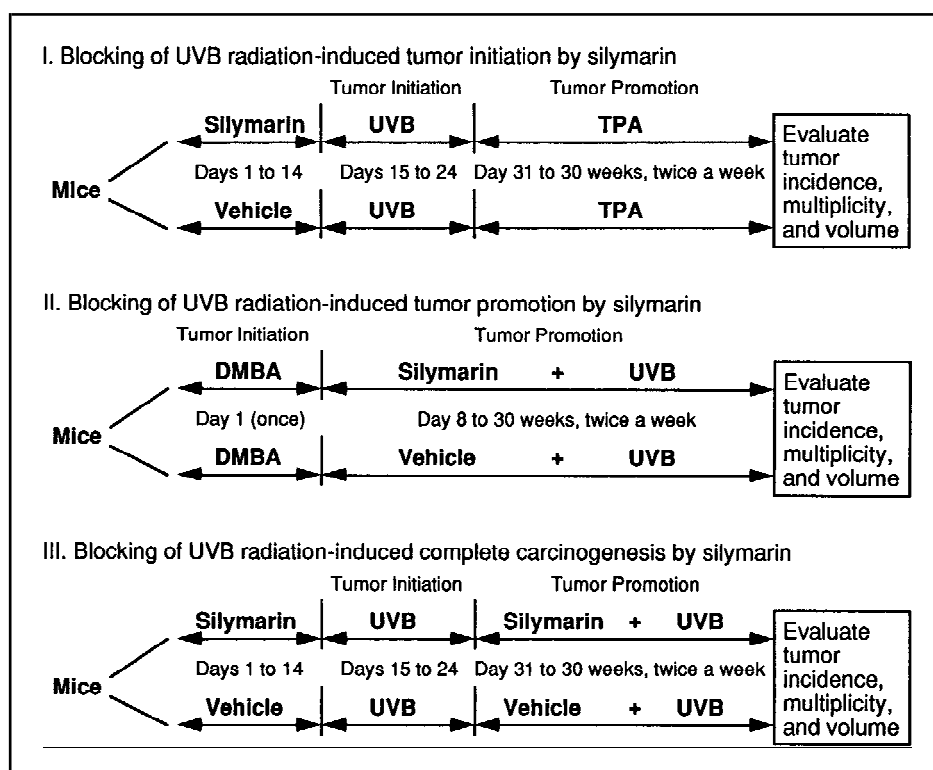 I. Blocking of UVB radiation-induced tumor initiation by silymarin
Tumor Initiation Tumor Promotion
Silymarin UVB TPA
Mice Days 1 to 14 Days 15 to 24 Day 31 to 30 weeks, twice a week
Vehicle UVB TPA
Evaluate
tumor
incidence,
multiplicity,
and volume
II. Blocking of UVB radiation-induced tumor promotion by silymarin
Tumor Initiation Tumor Promotion
DMBA Silymarin + UVB
Mice Day 1 (once) Day 8 to 30 weeks, twice a week
DMBA Vehicle + UVB
Evaluate
tumor
incidence,
multiplicity,
and volume
III. Blocking of UVB radiation-induced complete carcinogenesis by silymarin
Tumor Initiation Tumor Promotion
Silymarin UVB Silymarin + UVB
Mice Days 1 to 14 Days 15 to 24 Day 31 to 30 weeks, twice a week
Vehicle UVB Vehicle + UVB
Evaluate
tumor
incidence,
multiplicity,
and volume